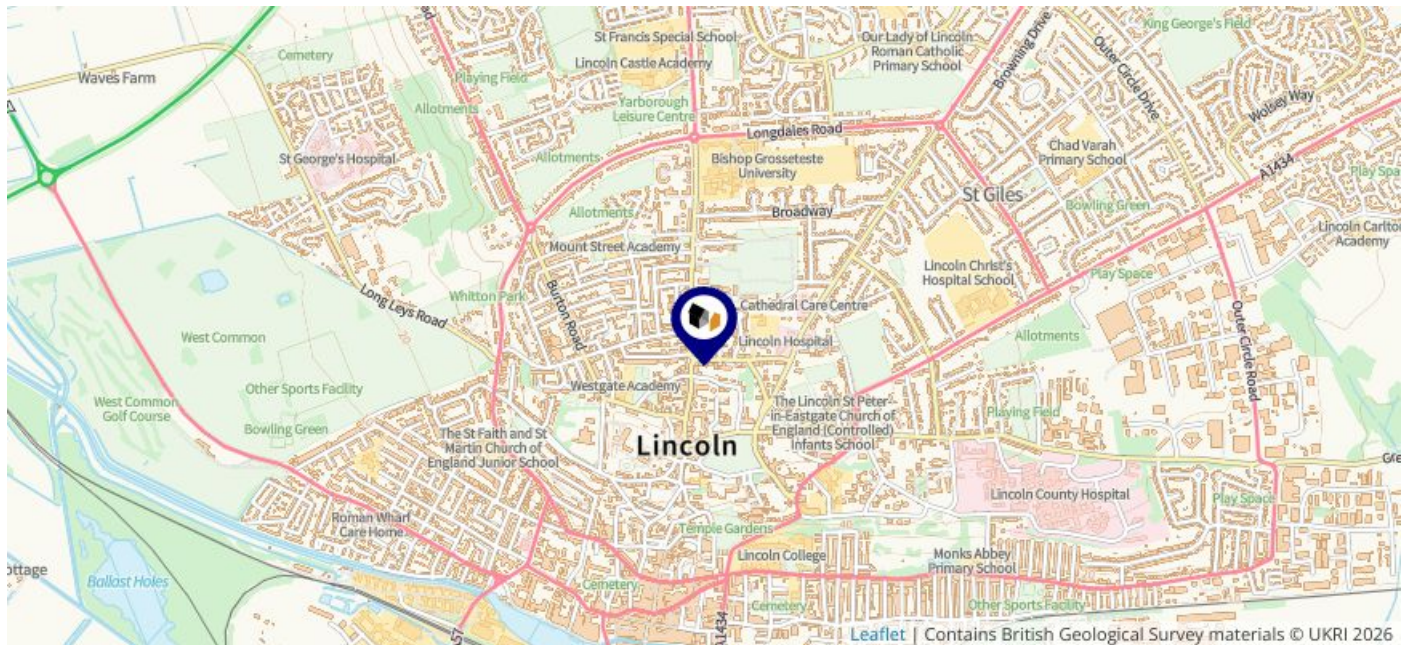 Waves Farm
Cemetery
Road
St Francis Special School
Lincoln Castle Academy
Our Lady of Lincoln
Roman Catholic
Primary School
Browning Drive
King George's Field
Outer Circle Drive
Wolsey Way
Playing Field
Allotments
Yarborough
Leisure Centre
Longdales Road
St George's Hospital
Allotments
Bishop Grosseteste
University
Chad Varah
Primary School
A1434
Play Spa
St Giles
Allotments
Broadway
Bowling Green
Mount Street Academy
Lincoln Carlto
Academy
Lincoln Christ's
Hospital School
Play Space
Long Leys Road
Whitton Park
Burton Road
Cathedral Care Centre
Outer Circle Road
West Common
Lincoln Hospital
Allotments
Other Sports Facility
Westgate Academy
West Common
Golf Course
Bowling Green
The Lincoln St Peter-
in-Eastgate Church of
England (Controlled)
Infants School
Playing Field
The St Faith and St
Martin Church of
England Junior School
Lincoln
Gre
Lincoln County Hospital
Play Space
Roman Wharf
Care Home
Temple Gardens
Lincoln College
Monks Abbey
Primary School
ottage
Ballast Holes
Cemetery
Cemetery
Other Sports Facility
A57
A1434
Leaflet | Contains British Geological Survey materials © UKRI 2026